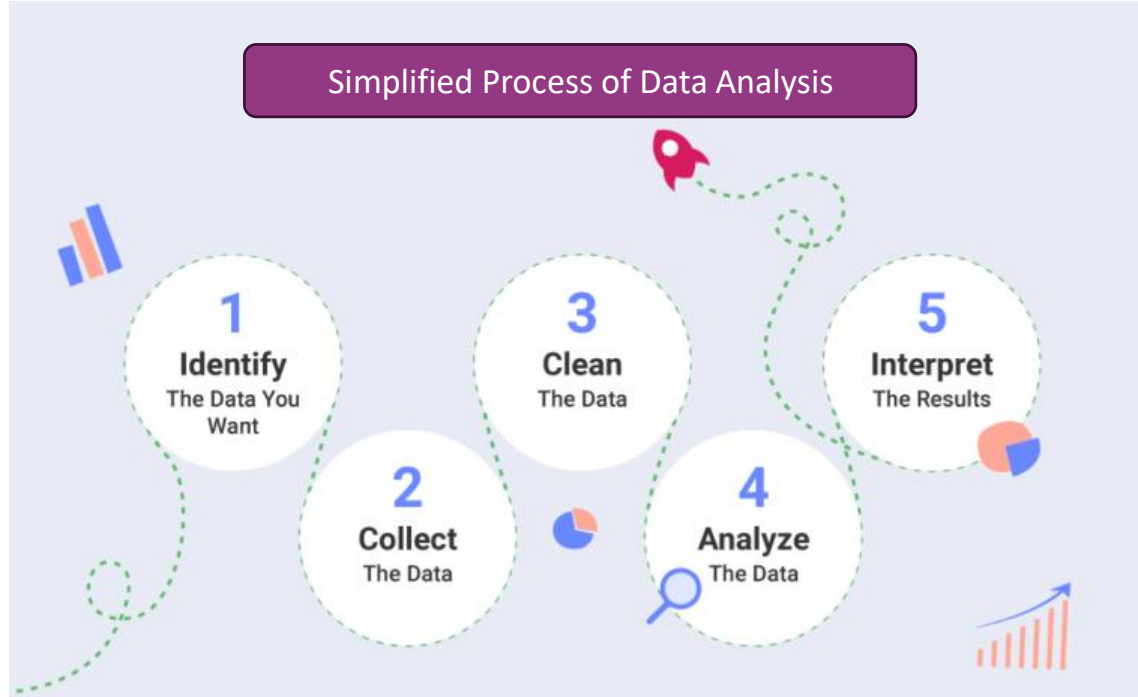 Simplified Process of Data Analysis
1
Identify
The Data You
Want
2
Collect
The Data
3
Clean
The Data
4
Analyze
The Data
5
Interpret
The Results